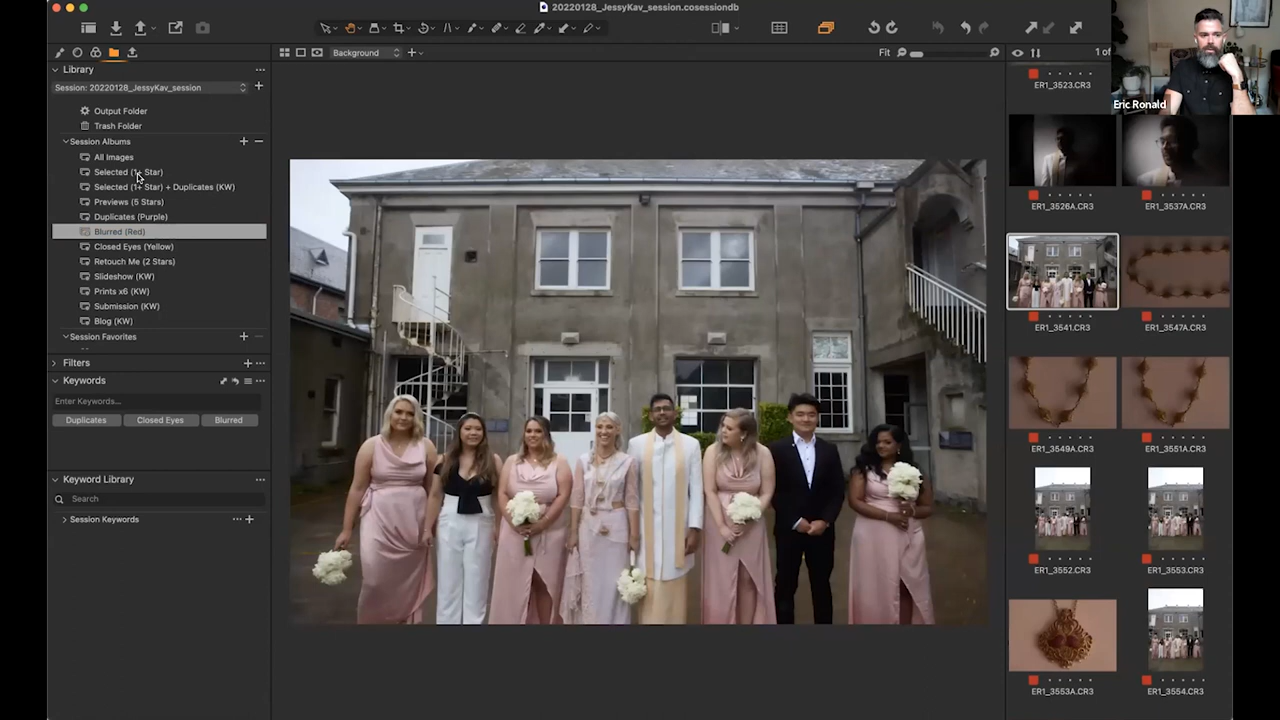 20220128_JessyKav_session.cosessiondb
Background
Fit
1 of
Eric Ronald
Library
Session: 20220128_JessyKav_session
Output Folder
Trash Folder
Session Albums
All Images
Selected (1+ Star)
Selected (1+ Star) + Duplicates (KW)
Previews (5 Stars)
Duplicates (Purple)
Blurred (Red)
Closed Eyes (Yellow)
Retouch Me (2 Stars)
Slideshow (KW)
Prints x6 (KW)
Submission (KW)
Blog (KW)
Session Favorites
Filters
Keywords
Enter Keywords...
Duplicates Closed Eyes Blurred
Keyword Library
Search
Session Keywords
ER1_3523.CR3
ER1_3526A.CR3 ER1_3537A.CR3
ER1_3541.CR3 ER1_3547A.CR3
ER1_3549A.CR3 ER1_3551A.CR3
ER1_3552.CR3 ER1_3553.CR3
ER1_3553A.CR3 ER1_3554.CR3